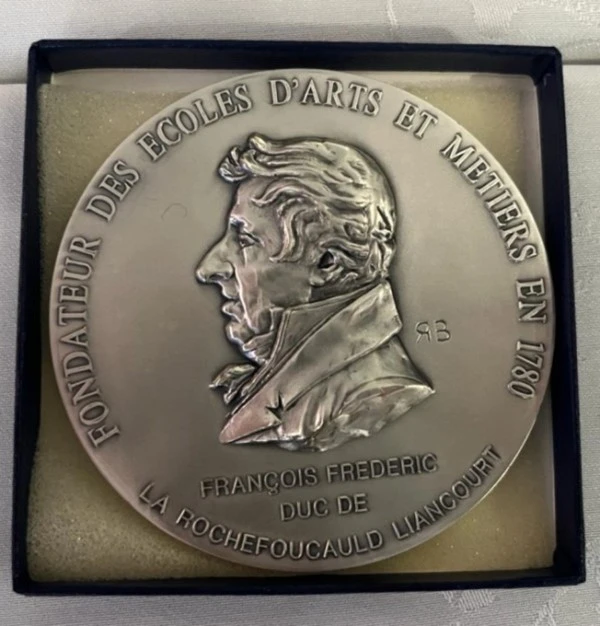 FONDATEUR DES ECOLES D'ARTS ET METIERS EN 1780
RB
FRANÇOIS FREDERIC
DUC DE
LA ROCHEFOUCAULD LIANCOURT